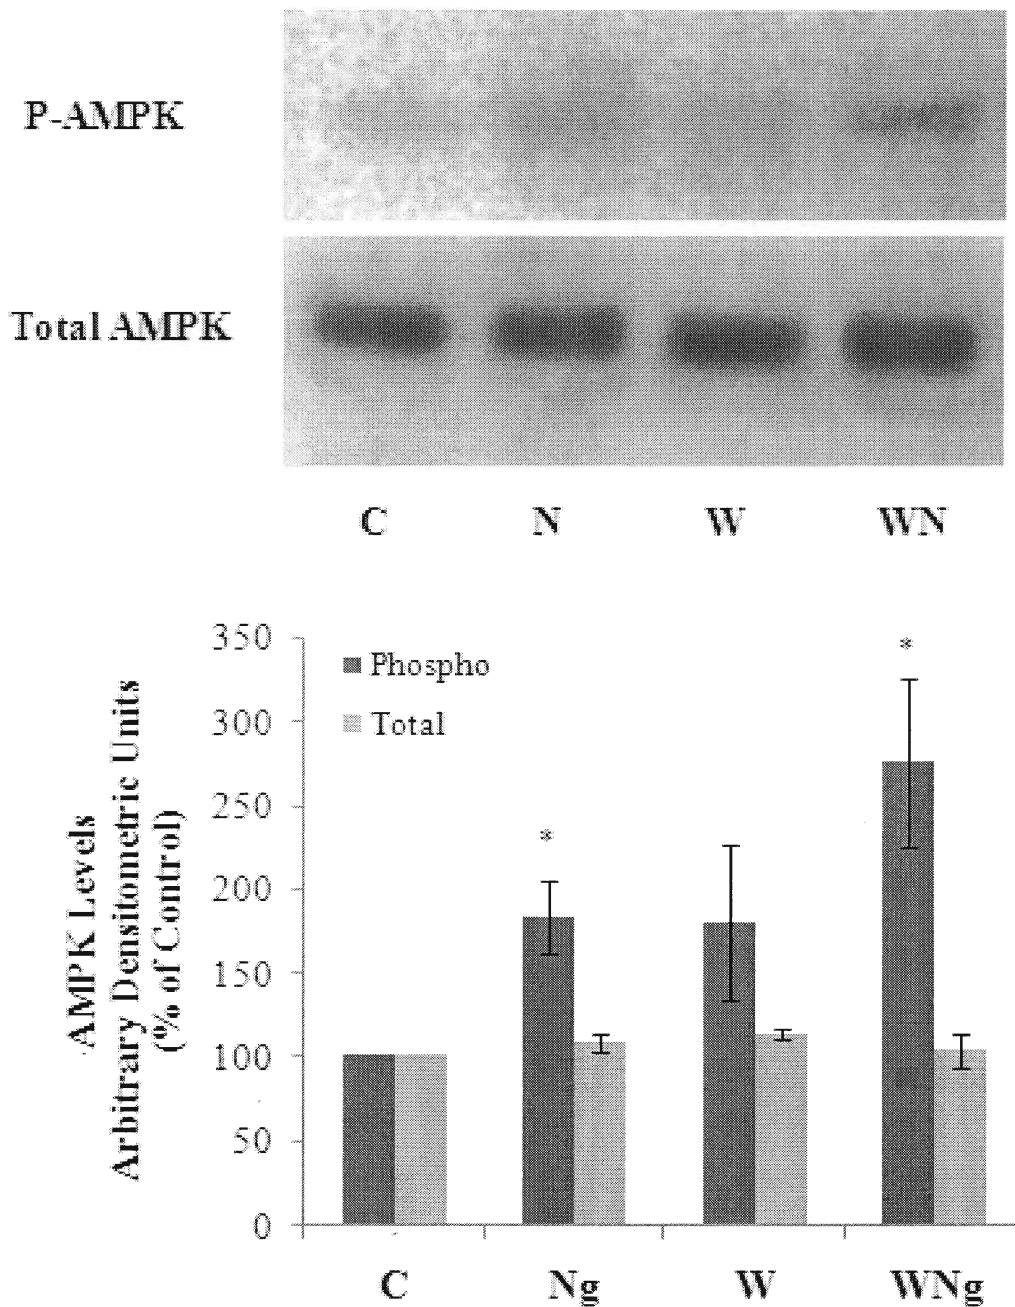 P-AMPK
Total AMPK
C N W WN
350
300
250
200
150
100
50
0
AMPK Levels
Arbitrary Densitometric Units
(% of Control)
Phospho
Total
*
*
C Ng W WNg